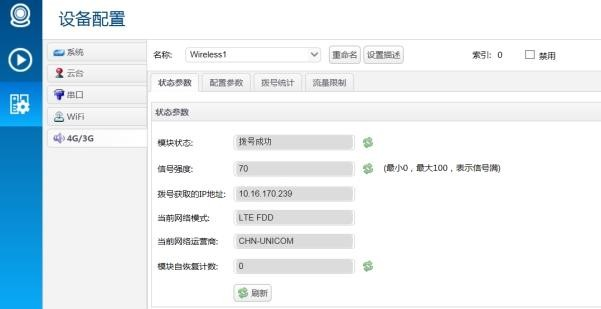 设备配置
系统
云台
串口
WiFi
4G/3G
名称: Wireless1 重命名 设置描述 索引: 0 禁用
状态参数 配置参数 拨号统计 流量限制
状态参数
模块状态: 拨号成功
信号强度: 70 (最小0，最大100，表示信号满)
拨号获取的IP地址: 10.16.170.239
当前网络模式: LTE FDD
当前网络运营商: CHN-UNICOM
模块自恢复计数: 0
刷新